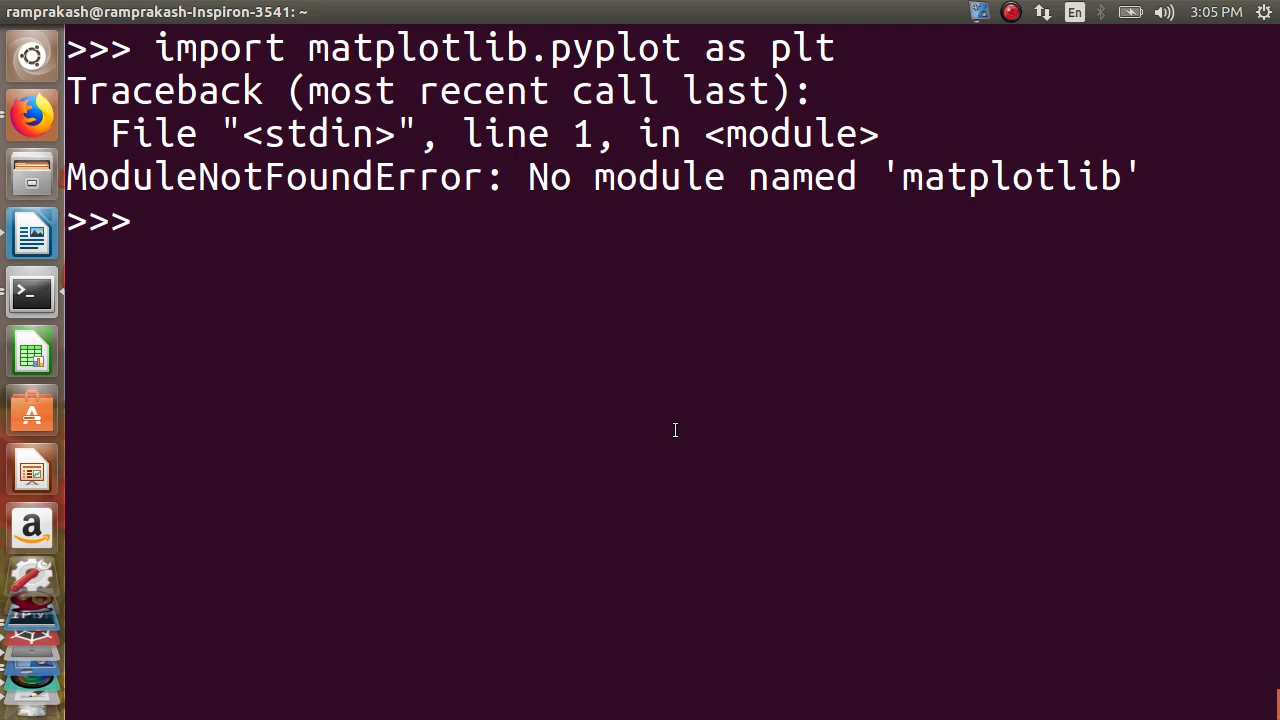 ramprakash@ramprakash-Inspiron-3541: ~
En
3:05 PM
>>> import matplotlib.pyplot as plt
Traceback (most recent call last):
  File "<stdin>", line 1, in <module>
ModuleNotFoundError: No module named 'matplotlib'
>>>